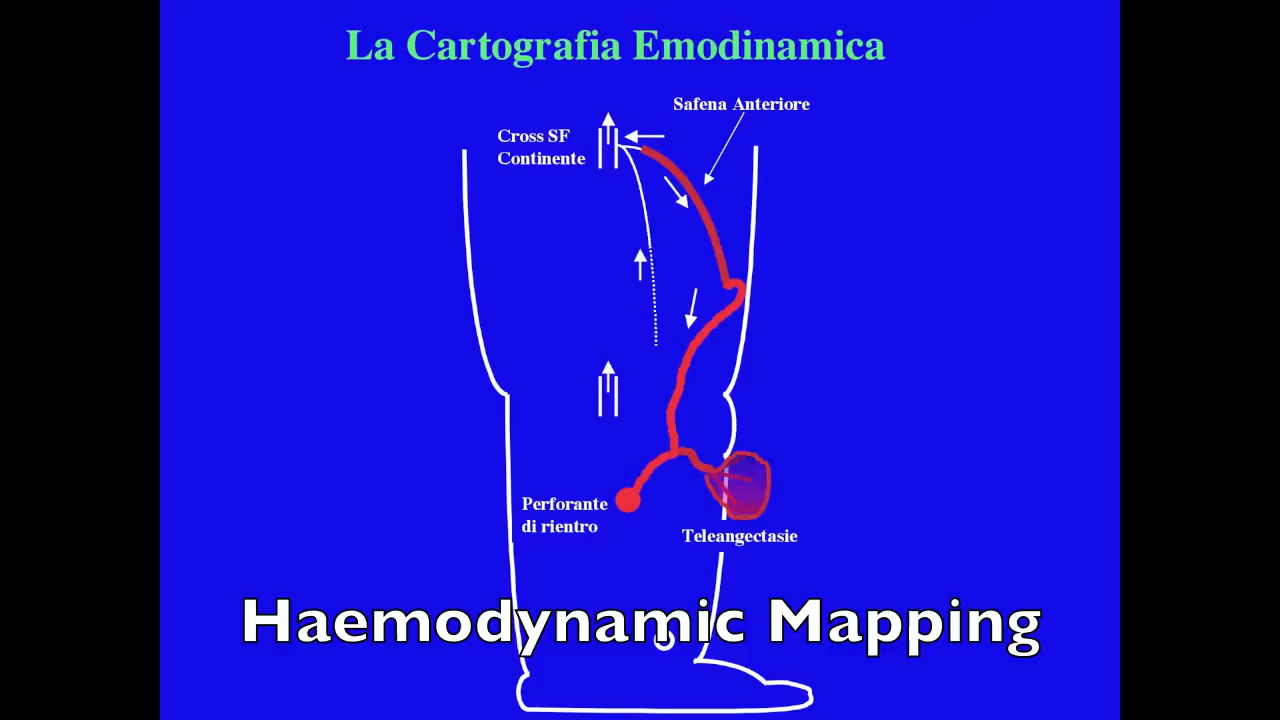 La Cartografia Emodinamica
Safena Anteriore
Cross SF
Continente
Perforante
di rientro
Teleangectasie
Haemodynamic Mapping